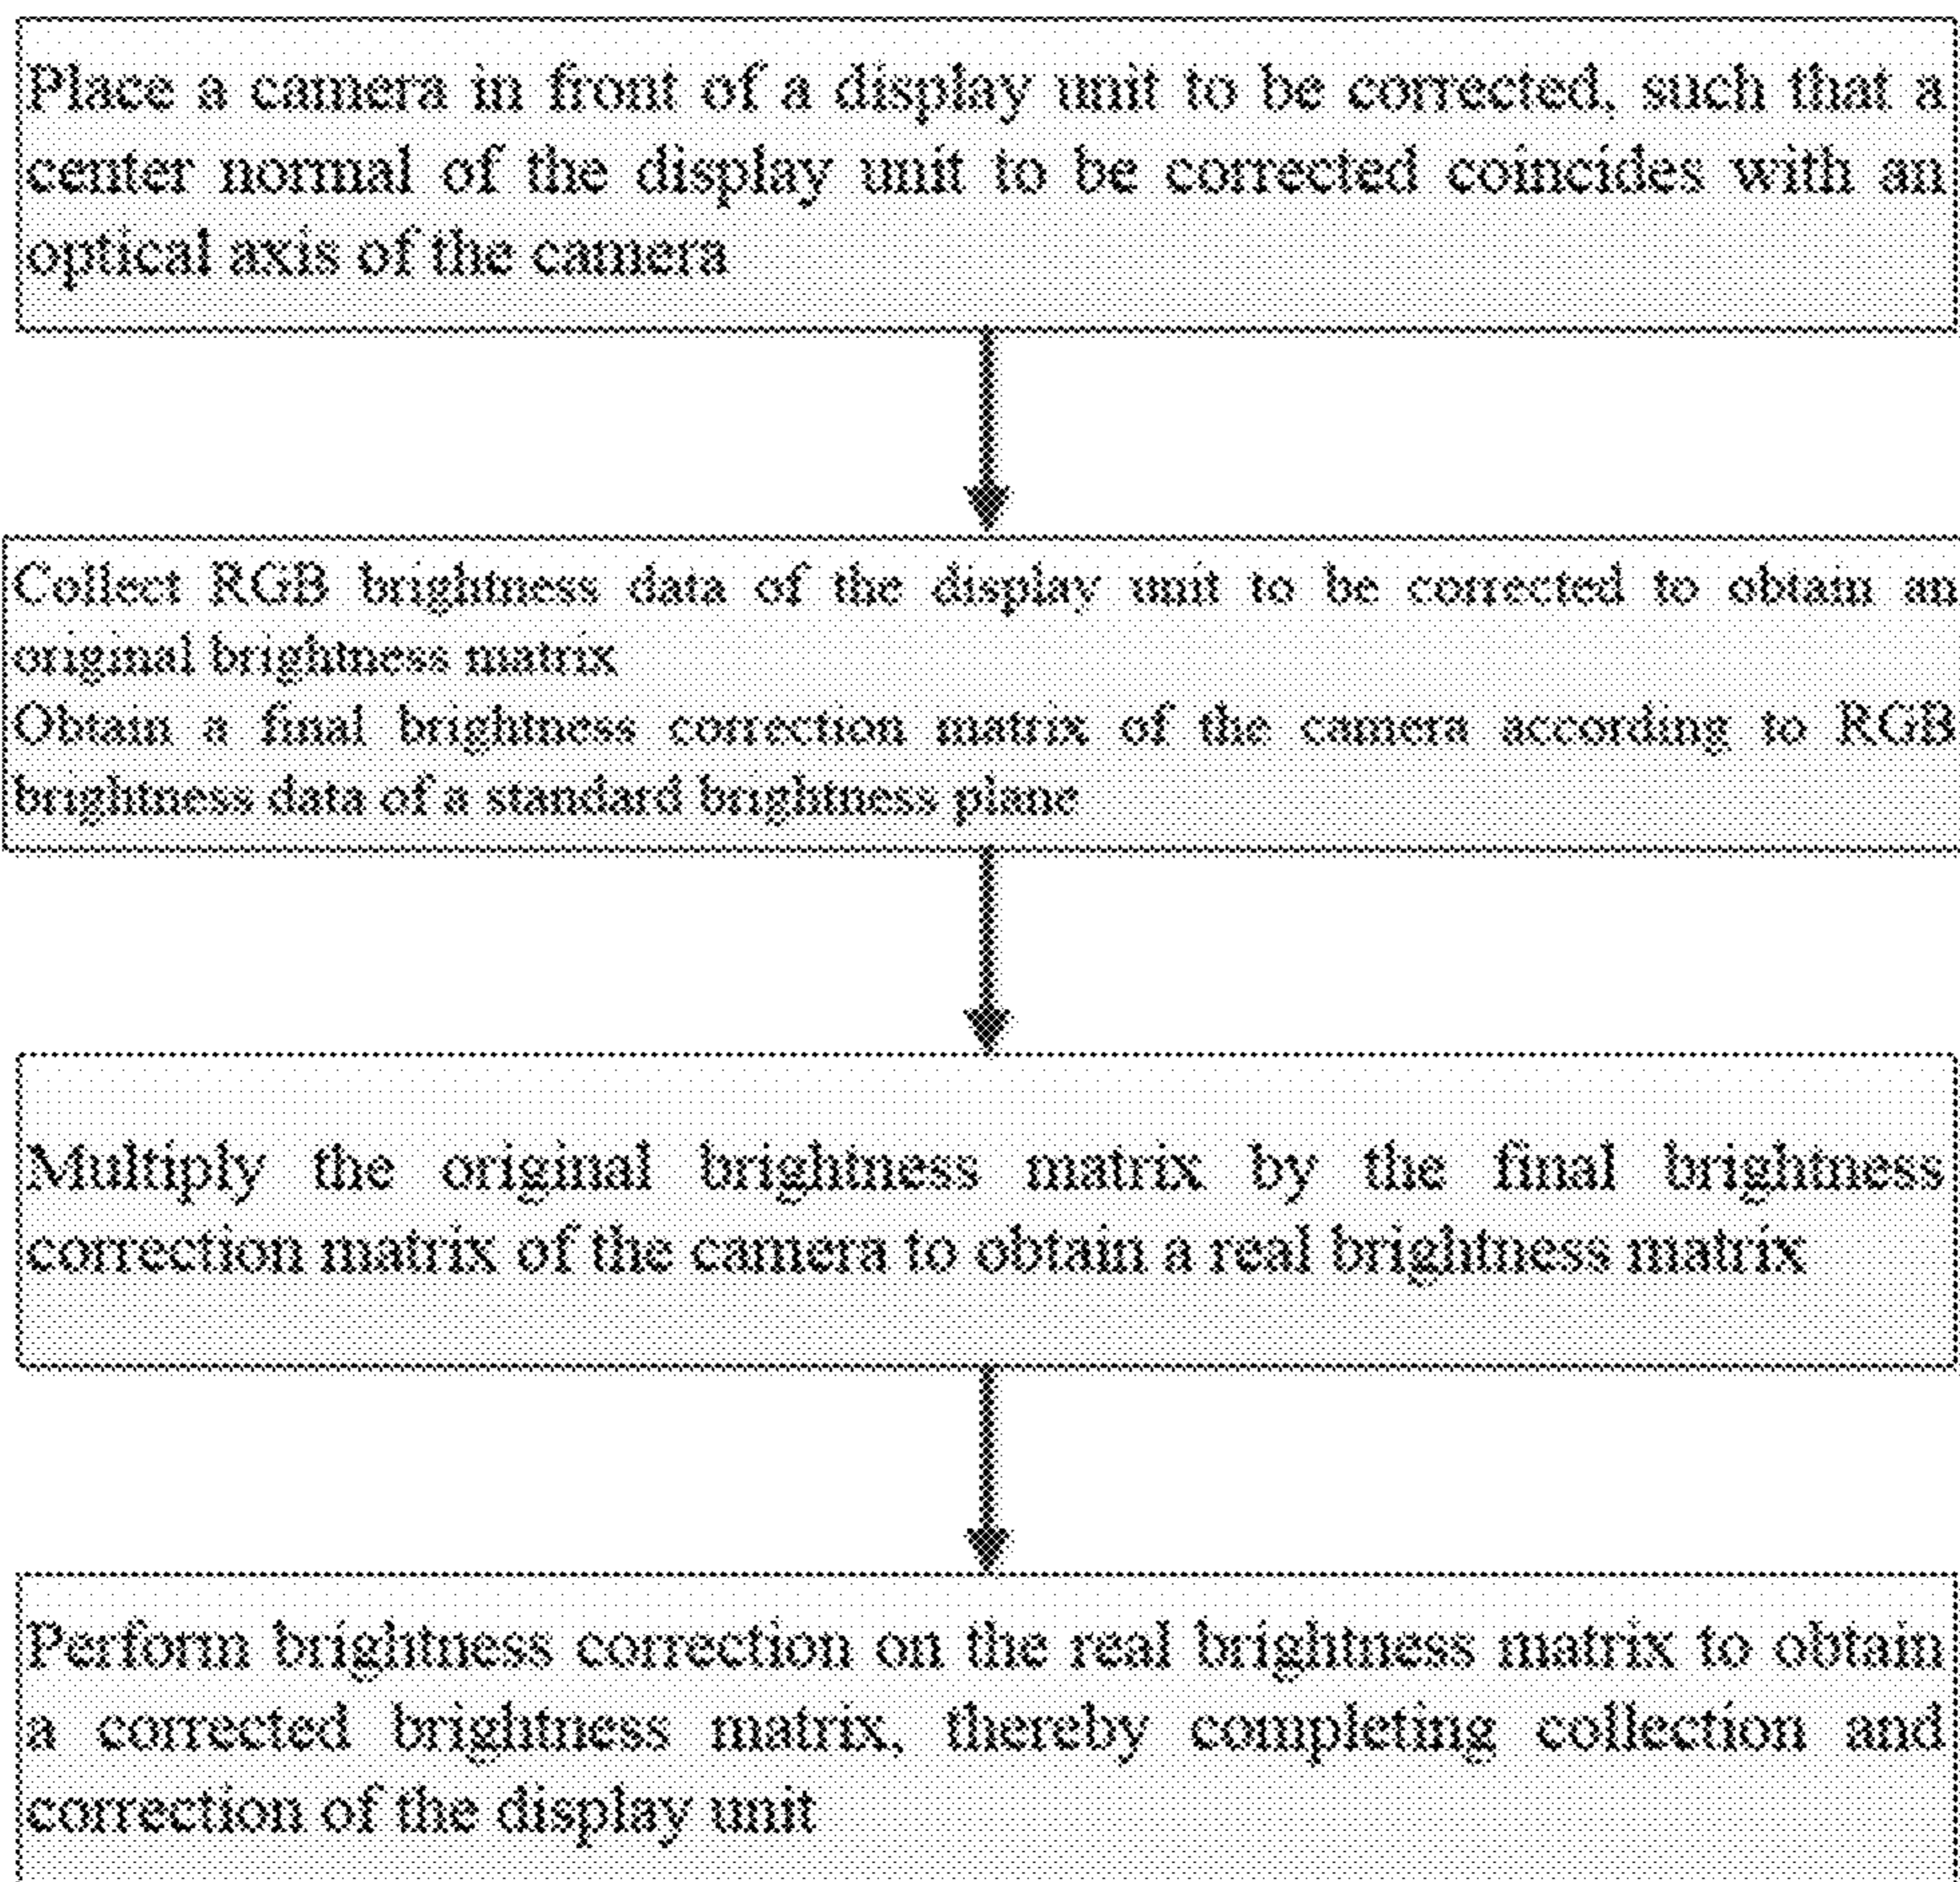 Place a camera in front of a display unit to be corrected, such that a
center normal of the display unit to be corrected coincides with an
optical axis of the camera
Collect RGB brightness data of the display unit to be corrected to obtain an
original brightness matrix
Obtain a final brightness correction matrix of the camera according to RGB
brightness data of a standard brightness plane
Multiply the original brightness matrix by the final brightness
correction matrix of the camera to obtain a real brightness matrix
Perform brightness correction on the real brightness matrix to obtain
a corrected brightness matrix, thereby completing collection and
correction of the display unit